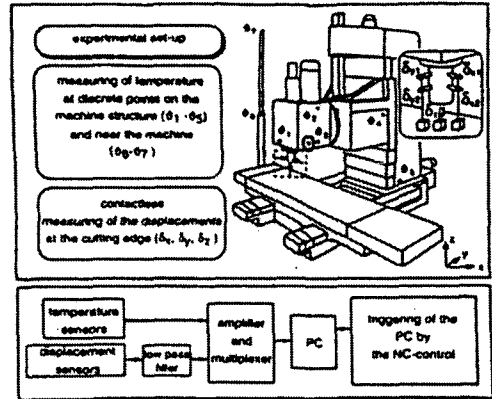 experimental set-up
measuring of temperature
at discrete points on the
machine structure (ϑ1 -ϑ5)
and near the machine
(ϑ6-ϑ7)
contactless
measuring of the displacements
at the cutting edge (δx, δy, δz)
z
y
x
temperature
sensors
displacement
sensors
low pass
filter
amplifier
and
multiplexer
PC
triggering of the
PC by
the NC-control